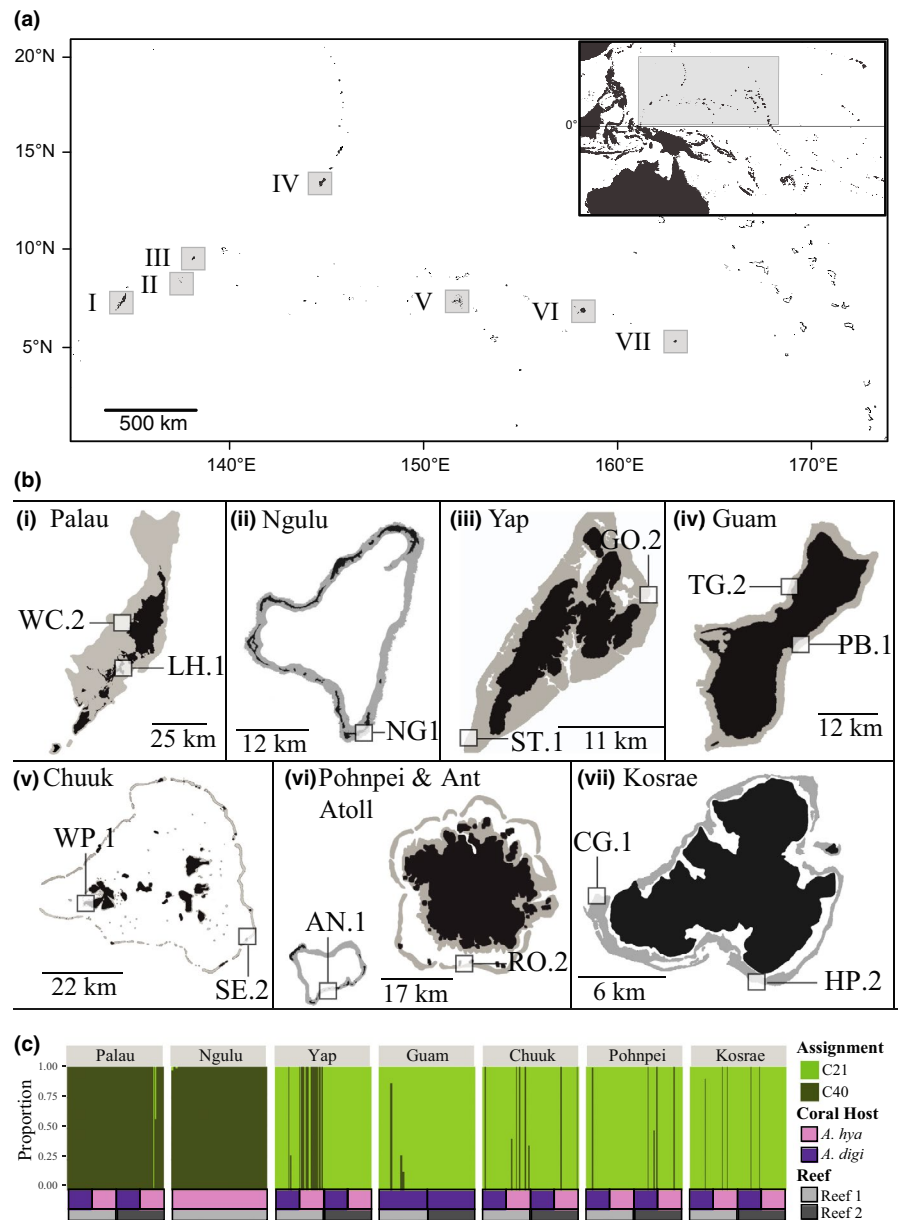 (a)
20°N
15°N
10°N
5°N
0°
IV
III
II
I
V
VI
VII
500 km
140°E
150°E
160°E
170°E
(b)
(i) Palau
WC.2
LH.1
25 km
(ii) Ngulu
12 km
NG1
(iii) Yap
GO.2
ST.1
11 km
(iv) Guam
TG.2
PB.1
12 km
(v) Chuuk
WP.1
22 km
SE.2
(vi) Pohnpei & Ant
Atoll
AN.1
RO.2
17 km
(vii) Kosrae
CG.1
6 km
HP.2
(c)
Palau
Ngulu
Yap
Guam
Chuuk
Pohnpei
Kosrae
Proportion
1.00
0.75
0.50
0.25
0.00
Assignment
C21
C40
Coral Host
A. hya
A. digi
Reef
Reef 1
Reef 2